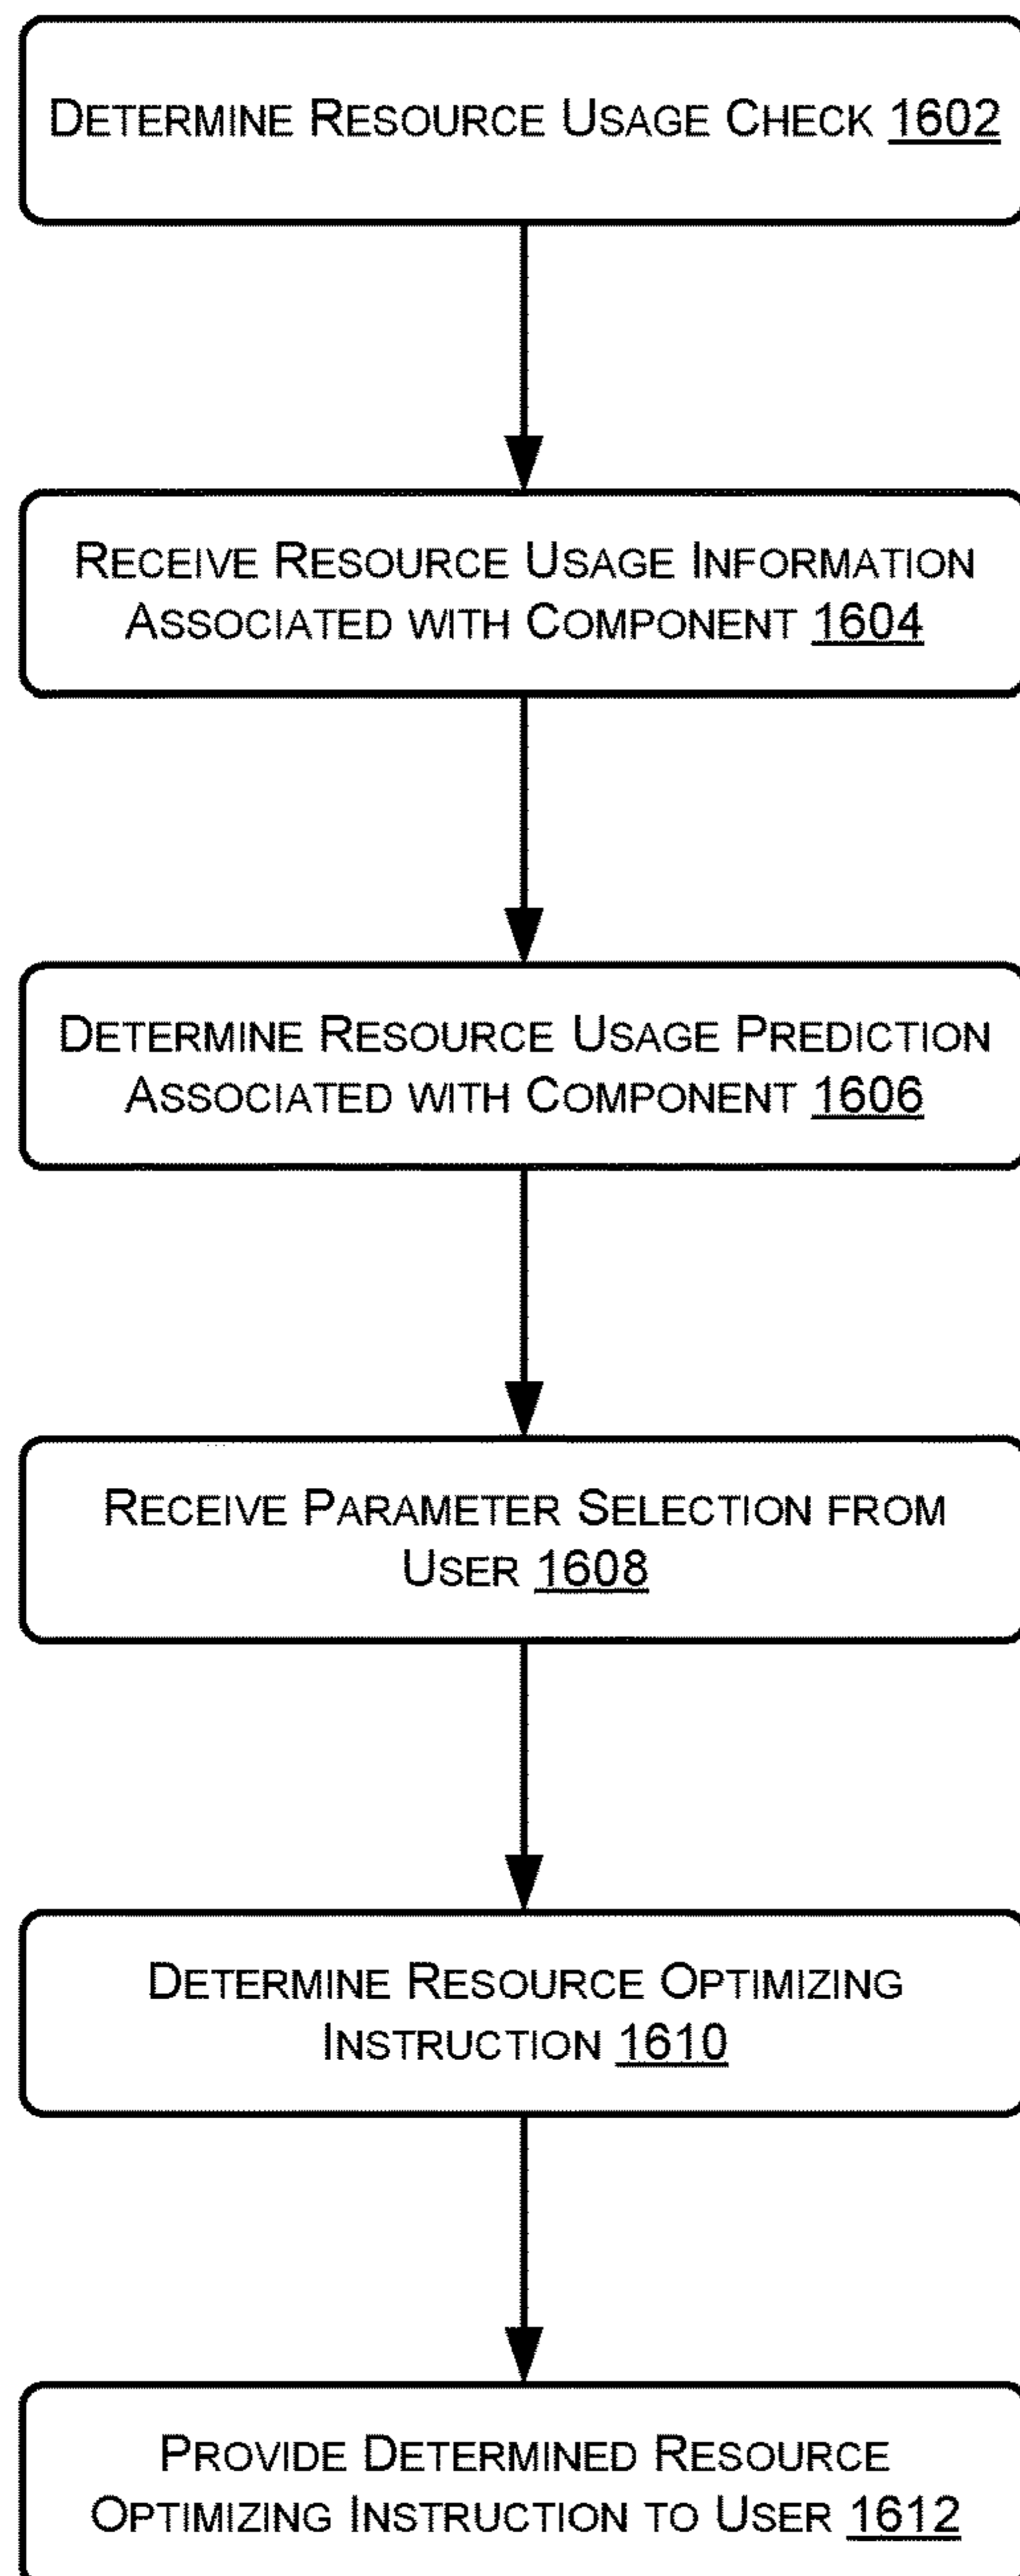 DETERMINE RESOURCE USAGE CHECK 1602
RECEIVE RESOURCE USAGE INFORMATION
ASSOCIATED WITH COMPONENT 1604
DETERMINE RESOURCE USAGE PREDICTION
ASSOCIATED WITH COMPONENT 1606
RECEIVE PARAMETER SELECTION FROM
USER 1608
DETERMINE RESOURCE OPTIMIZING
INSTRUCTION 1610
PROVIDE DETERMINED RESOURCE
OPTIMIZING INSTRUCTION TO USER 1612